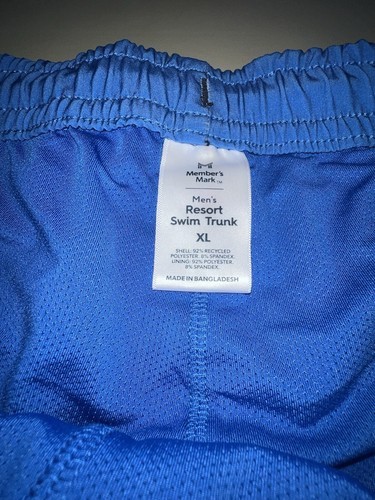 Member's
Mark™
Men's
Resort
Swim Trunk
XL
SHELL: 92% RECYCLED
POLYESTER. 8% SPANDEX.
LINING: 92% POLYESTER.
8% SPANDEX.
MADE IN BANGLADESH